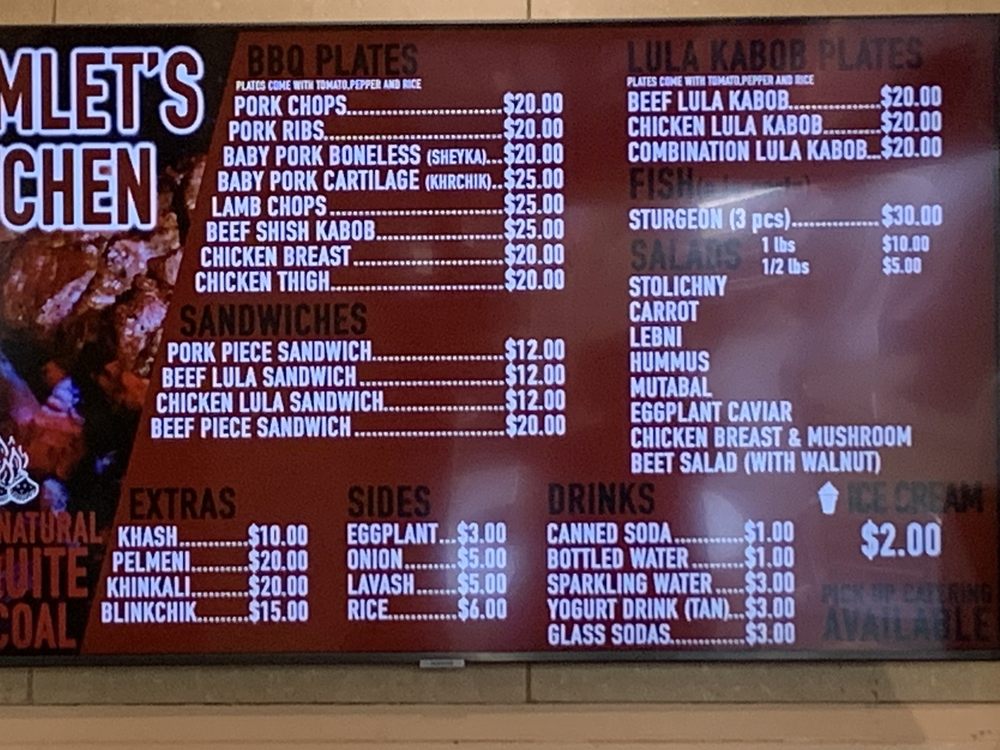 MLET'S
CHEN
BBQ PLATES
PLATES COME WITH TOMATO,PEPPER AND RICE
PORK CHOPS....................$20.00
PORK RIBS.......................$20.00
BABY PORK BONELESS (SHEYKA)...$20.00
BABY PORK CARTILAGE (KHRCHIK)..$25.00
LAMB CHOPS......................$25.00
BEEF SHISH KABOB................$25.00
CHICKEN BREAST..................$20.00
CHICKEN THIGH...................$20.00
SANDWICHES
PORK PIECE SANDWICH.................$12.00
BEEF LULA SANDWICH..................$12.00
CHICKEN LULA SANDWICH...............$12.00
BEEF PIECE SANDWICH..................$20.00
LULA KABOB PLATES
PLATES COME WITH TOMATO,PEPPER AND RICE
BEEF LULA KABOB............$20.00
CHICKEN LULA KABOB.......$20.00
COMBINATION LULA KABOB...$20.00
FISH
STURGEON (3 pcs)............$30.00
SALADS
1 lbs $10.00
1/2 lbs $5.00
STOLICHNY
CARROT
LEBNI
HUMMUS
MUTABAL
EGGPLANT CAVIAR
CHICKEN BREAST & MUSHROOM
BEET SALAD (WITH WALNUT)
NATURAL
COAL
EXTRAS
KHASH............$10.00
PELMENI..........$20.00
KHINKALI.........$20.00
BLINKCHIK........$15.00
SIDES
EGGPLANT...$3.00
ONION........$5.00
LAVASH......$5.00
RICE..........$6.00
DRINKS
CANNED SODA............$1.00
BOTTLED WATER.........$1.00
SPARKLING WATER.....$3.00
YOGURT DRINK (TAN)..$3.00
GLASS SODAS............$3.00
ICE CREAM
$2.00
PICK UP CATERING
AVAILABLE